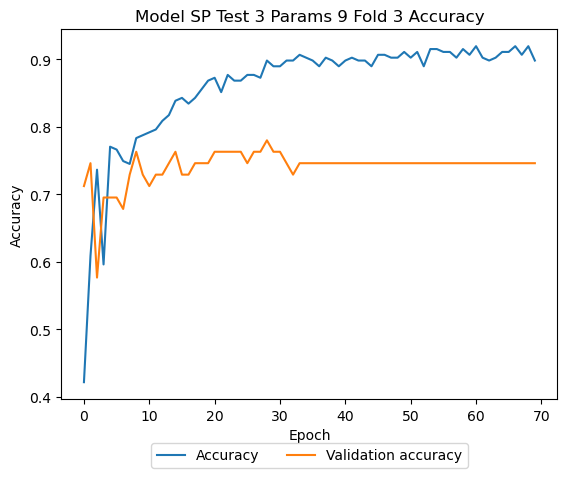 Model SP Test 3 Params 9 Fold 3 Accuracy
Accuracy
0.9
0.8
0.7
0.6
0.5
0.4
0 10 20 30 40 50 60 70
Epoch
Accuracy Validation accuracy